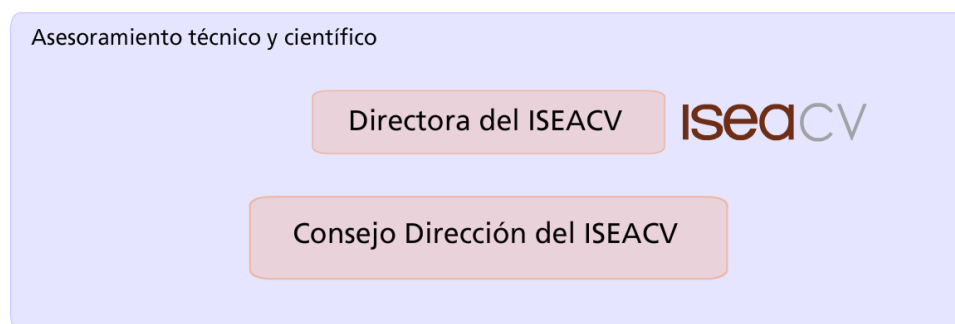 Asesoramiento técnico y científico
Directora del ISEACV
iseaCV
Consejo Dirección del ISEACV